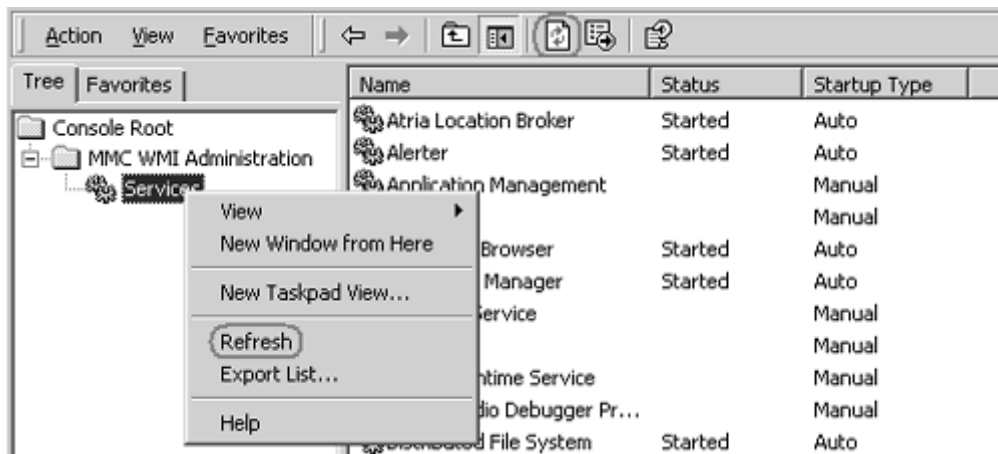 Action View Favorites
Tree Favorites
Name Status Startup Type
Console Root
MMC WMI Administration
Services
Atria Location Broker Started Auto
Alerter Started Auto
Application Management Manual
Manual
Browser Started Auto
Manager Started Auto
Service Manual
Manual
ntime Service Manual
dio Debugger Pr... Manual
Distributed File System Started Auto
View
New Window from Here
New Taskpad View...
Refresh
Export List...
Help